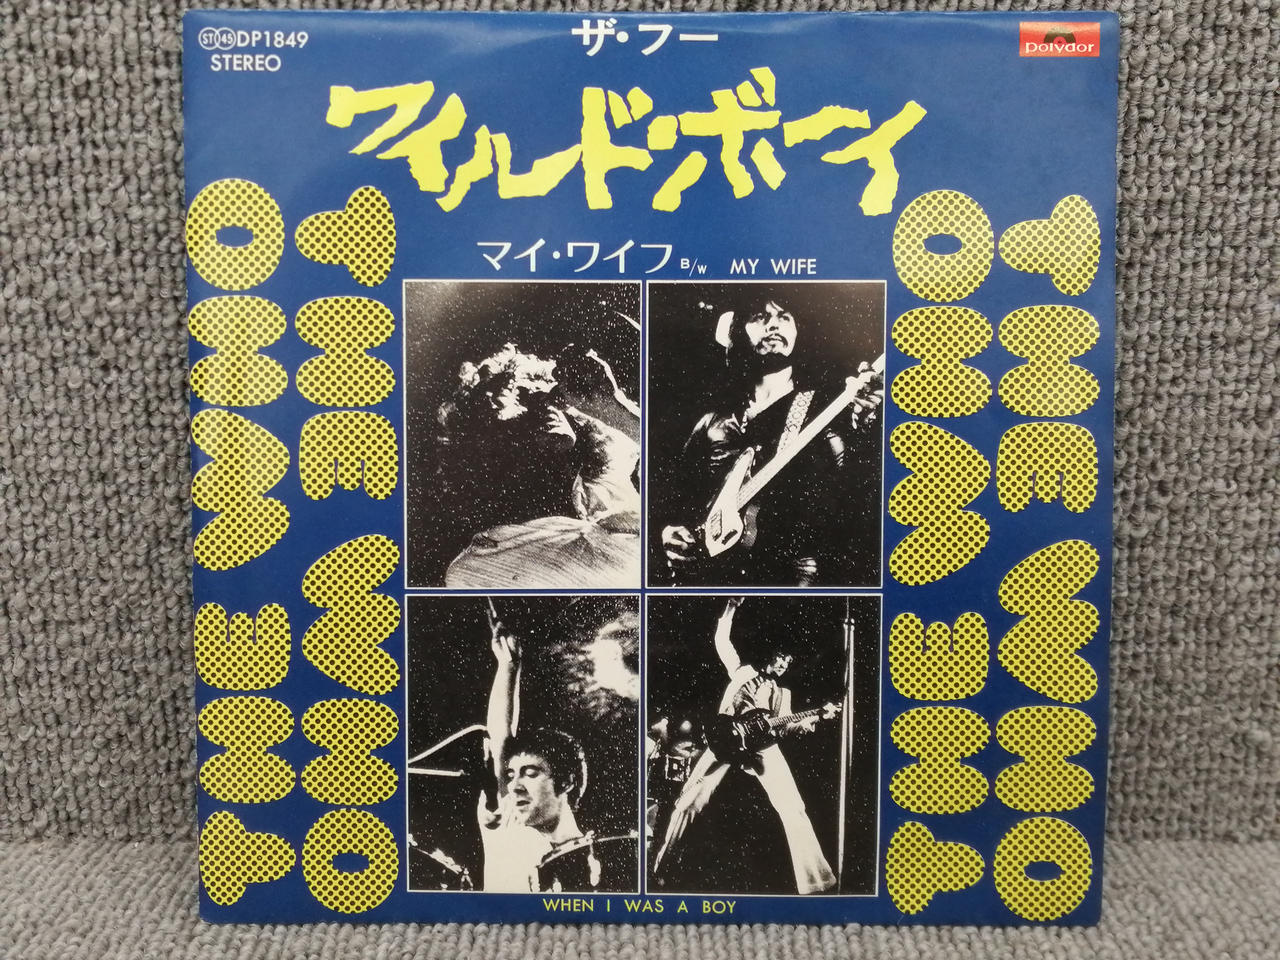 ST 45 DP1849
STEREO
ザ・フー
polydor
ワイルド・ボーイ
マイ・ワイフ B/W MY WIFE
THE WHO
THE WHO
THE WHO
THE WHO
WHEN I WAS A BOY